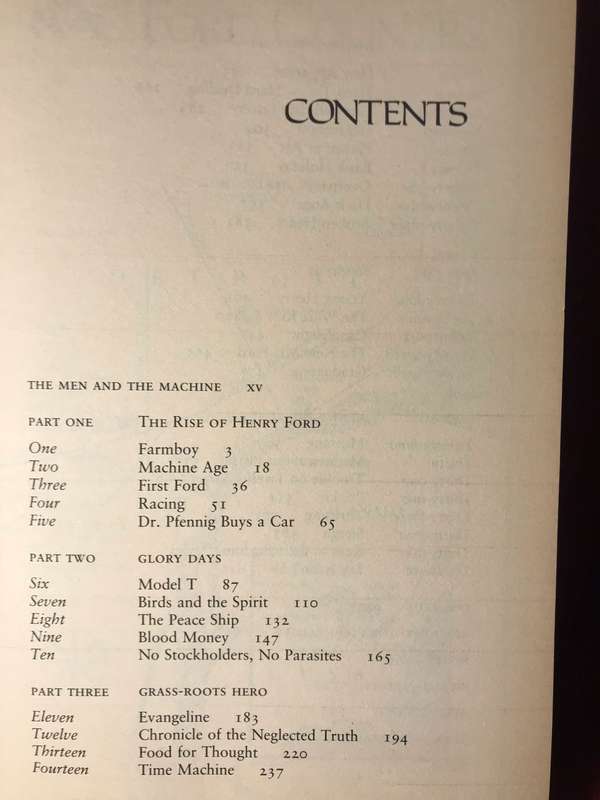 CONTENTS
THE MEN AND THE MACHINE xv
PART ONE THE RISE OF HENRY FORD
One Farmboy 3
Two Machine Age 18
Three First Ford 36
Four Racing 51
Five Dr. Pfennig Buys a Car 65
PART TWO GLORY DAYS
Six Model T 87
Seven Birds and the Spirit 110
Eight The Peace Ship 132
Nine Blood Money 147
Ten No Stockholders, No Parasites 165
PART THREE GRASS-ROOTS HERO
Eleven Evangeline 183
Twelve Chronicle of the Neglected Truth 194
Thirteen Food for Thought 220
Fourteen Time Machine 237